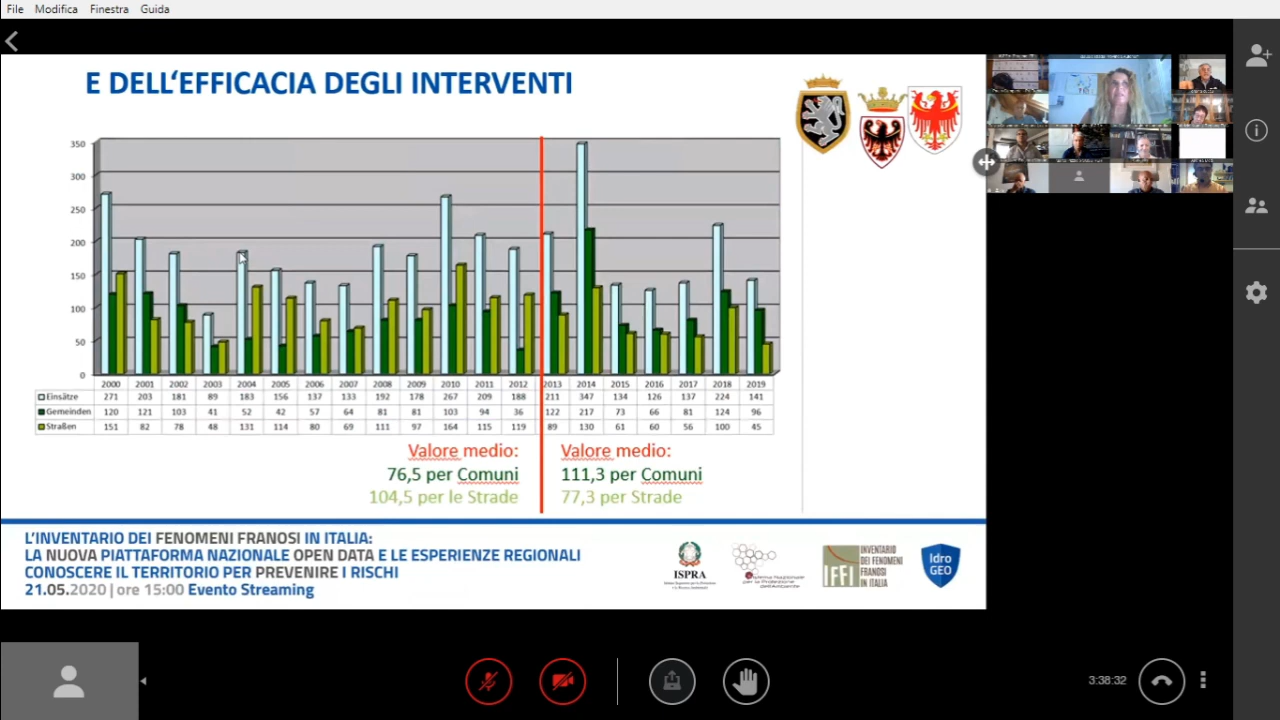 File Modifica Finestra Guida
E DELL‘EFFICACIA DEGLI INTERVENTI
350
300
250
200
150
100
50
0
2000 2001 2002 2003 2004 2005 2006 2007 2008 2009 2010 2011 2012 2013 2014 2015 2016 2017 2018 2019
Einsätze 271 203 181 89 183 156 137 133 192 178 267 209 188 211 347 134 126 137 224 141
Gemeinden 120 121 103 41 52 42 57 64 81 81 103 94 36 122 217 73 66 81 124 96
Straßen 151 82 78 48 131 114 80 69 111 97 164 115 119 89 130 61 60 56 100 45
Valore medio:
76,5 per Comuni
104,5 per le Strade
Valore medio:
111,3 per Comuni
77,3 per Strade
L’INVENTARIO DEI FENOMENI FRANOSI IN ITALIA:
LA NUOVA PIATTAFORMA NAZIONALE OPEN DATA E LE ESPERIENZE REGIONALI
CONOSCERE IL TERRITORIO PER PREVENIRE I RISCHI
21.05.2020 | ore 15:00 Evento Streaming
ISPRA
IFFI
INVENTARIO
DEI FENOMENI
FRANOSI
IN ITALIA
Idro
GEO
3:38:32